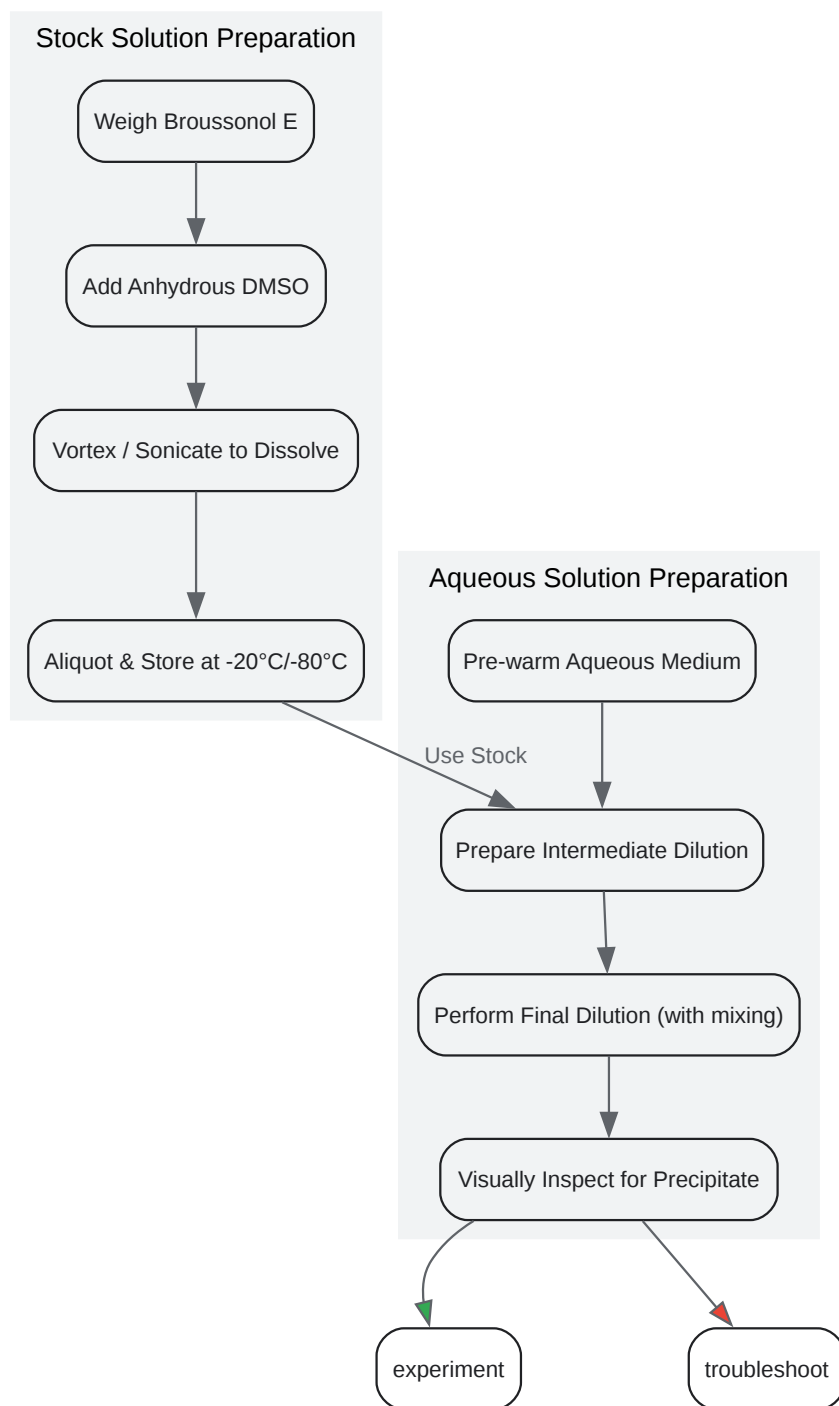 Stock Solution Preparation
Weigh Broussonol E
Add Anhydrous DMSO
Vortex / Sonicate to Dissolve
Aliquot & Store at -20°C/-80°C
Use Stock
Aqueous Solution Preparation
Pre-warm Aqueous Medium
Prepare Intermediate Dilution
Perform Final Dilution (with mixing)
Visually Inspect for Precipitate
experiment
troubleshoot